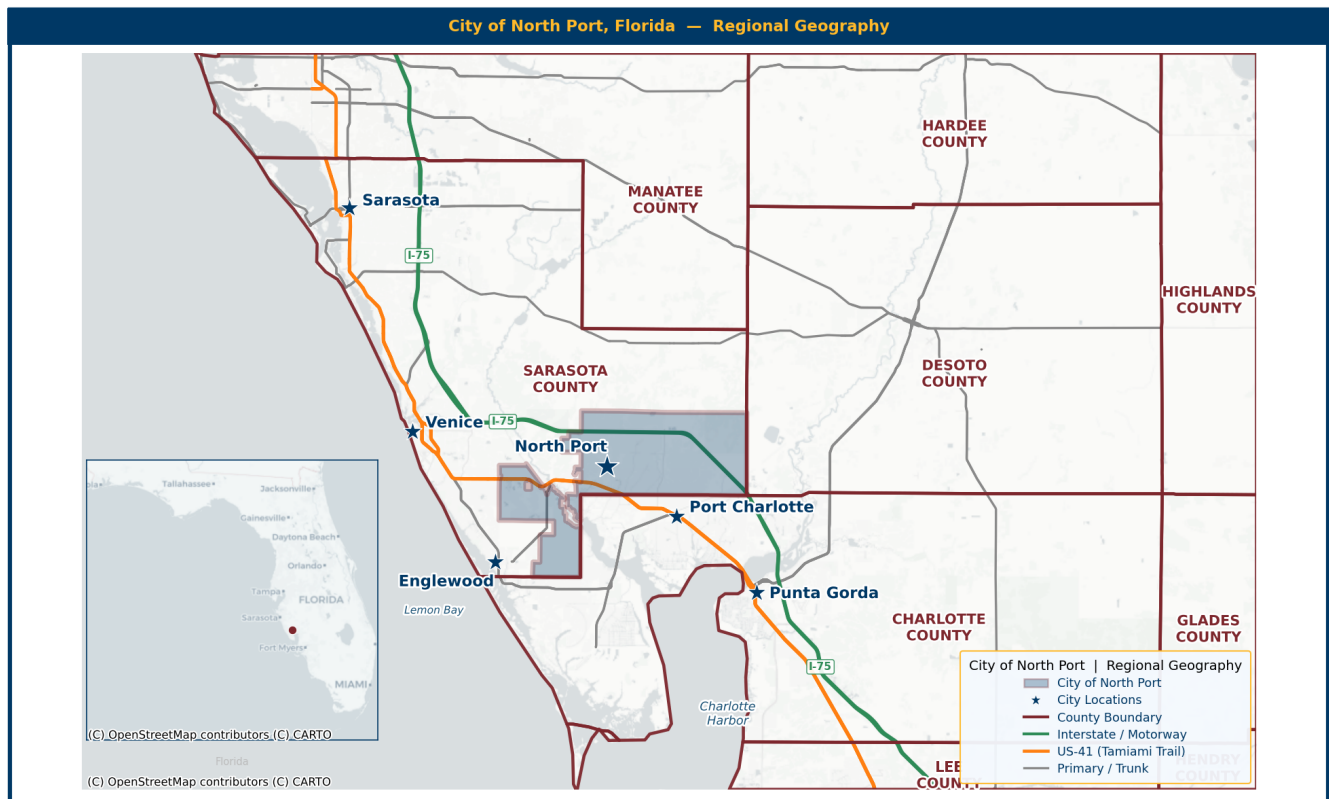 City of North Port, Florida — Regional Geography
HARDEE
COUNTY
MANATEE
COUNTY
Sarasota
I-75
HIGHLANDS
COUNTY
SARASOTA
COUNTY
DESOTO
COUNTY
Venice
I-75
North Port
Port Charlotte
Englewood
Lemon Bay
Punta Gorda
CHARLOTTE
COUNTY
GLADES
COUNTY
I-75
Charlotte
Harbor
LEE
COUNTY
HENDRY
COUNTY
Tallahassee
Jacksonville
Gainesville
Daytona Beach
Orlando
Tampa
FLORIDA
Sarasota
Fort Myers
MIAMI
(C) OpenStreetMap contributors (C) CARTO
Florida
(C) OpenStreetMap contributors (C) CARTO
City of North Port | Regional Geography
City of North Port
City Locations
County Boundary
Interstate / Motorway
US-41 (Tamiami Trail)
Primary / Trunk